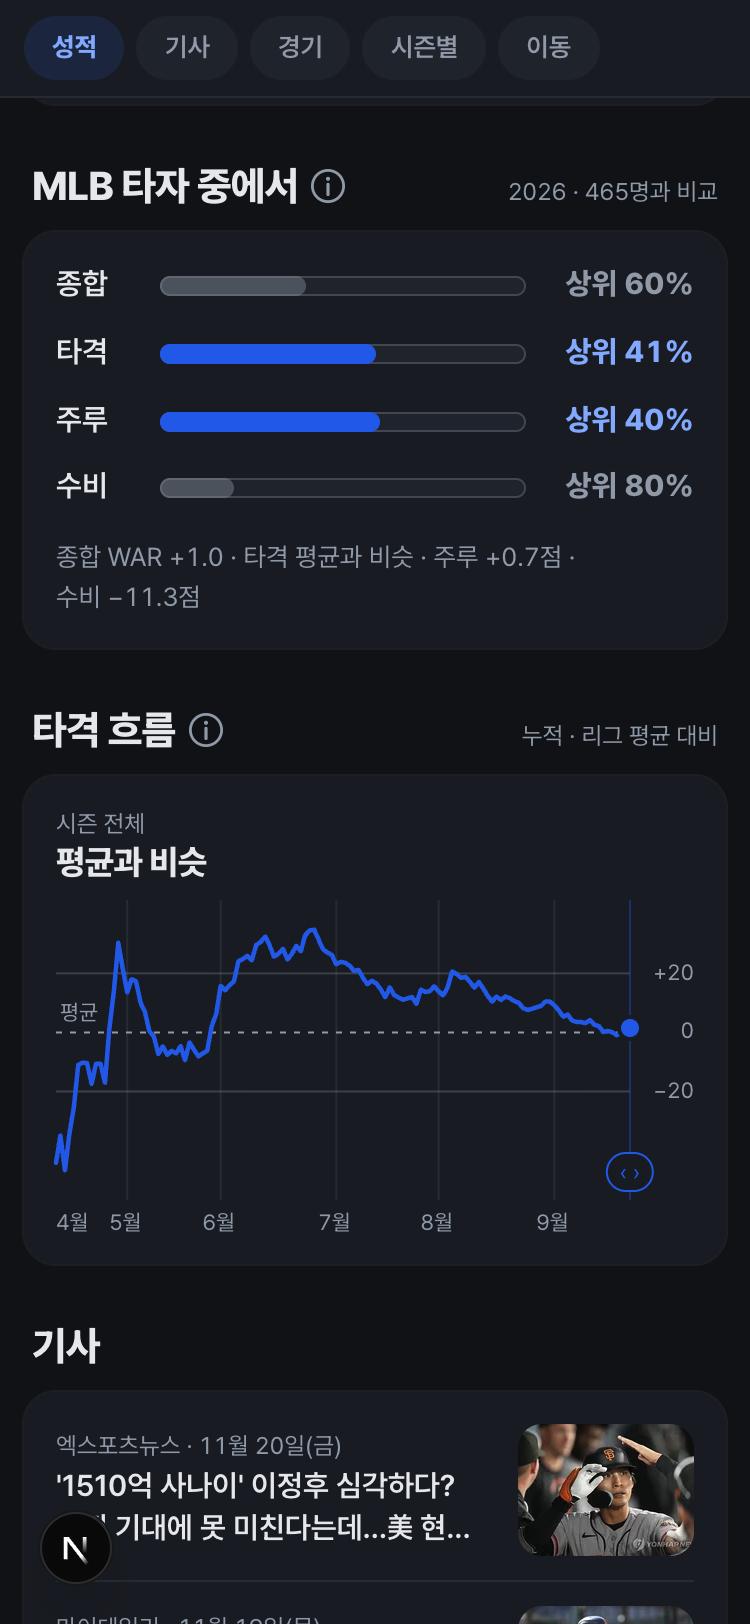 성적
기사
경기
시즌별
이동
MLB 타자 중에서
2026 · 465명과 비교
종합
상위 60%
타격
상위 41%
주루
상위 40%
수비
상위 80%
종합 WAR +1.0 · 타격 평균과 비슷 · 주루 +0.7점 ·
수비 −11.3점
타격 흐름
누적 · 리그 평균 대비
시즌 전체
평균과 비슷
+20
평균
0
−20
4월 5월 6월 7월 8월 9월
기사
엑스포츠뉴스 · 11월 20일(금)
'1510억 사나이' 이정후 심각하다?
기대에 못 미친다는데...美 현...
N